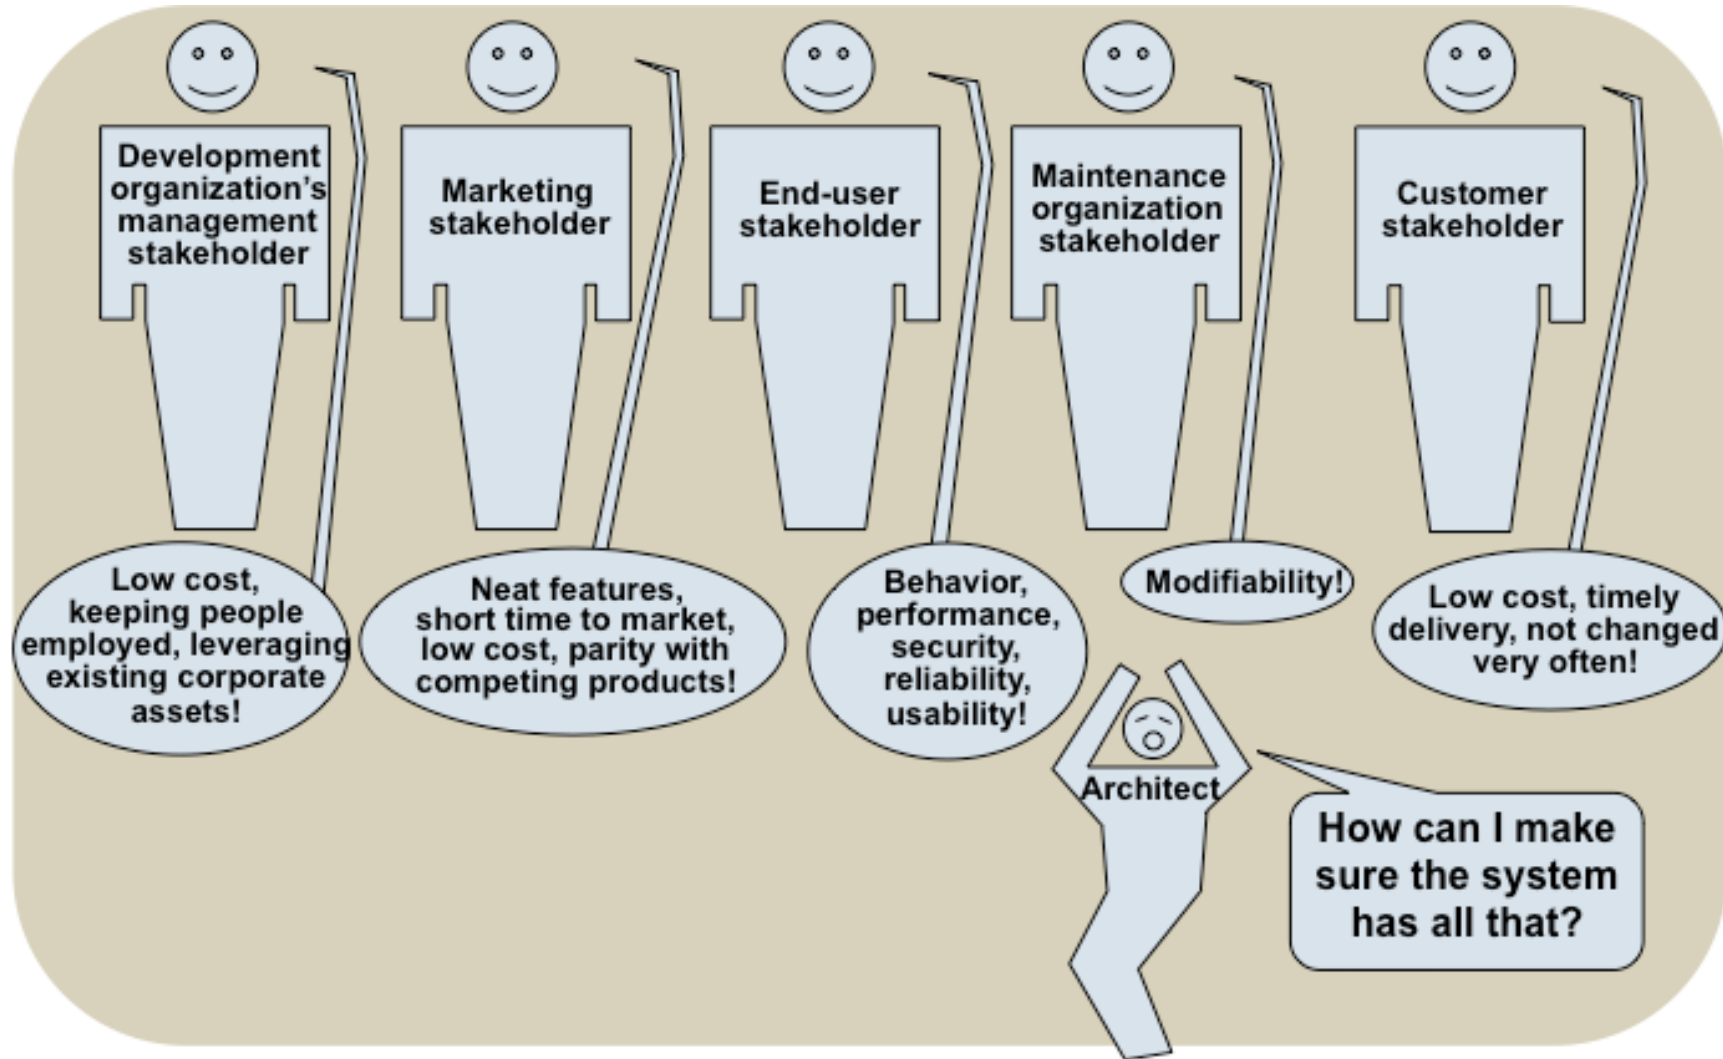 Development
organization's
management
stakeholder
Marketing
stakeholder
End-user
stakeholder
Maintenance
organization
stakeholder
Customer
stakeholder
Low cost,
keeping people
employed, leveraging
existing corporate
assets!
Neat features,
short time to market,
low cost, parity with
competing products!
Behavior,
performance,
security,
reliability,
usability!
Modifiability!
Low cost, timely
delivery, not changed
very often!
Architect
How can I make
sure the system
has all that?